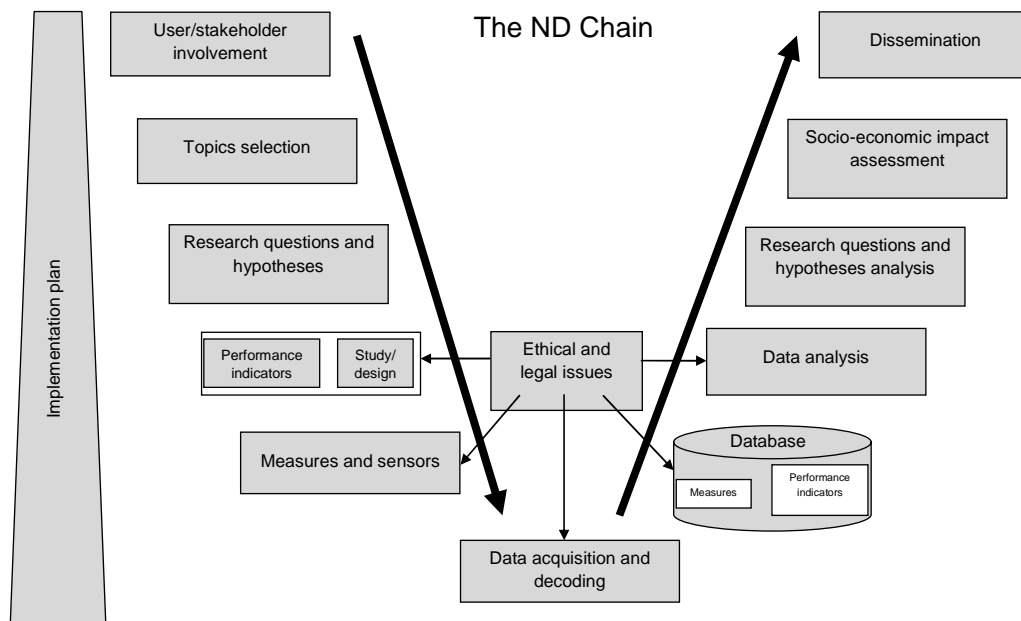 The ND Chain
Implementation plan
User/stakeholder
involvement
Topics selection
Research questions and
hypotheses
Performance
indicators
Study/
design
Measures and sensors
Ethical and
legal issues
Data acquisition and
decoding
Database
Measures
Performance
indicators
Data analysis
Research questions and
hypotheses analysis
Socio-economic impact
assessment
Dissemination